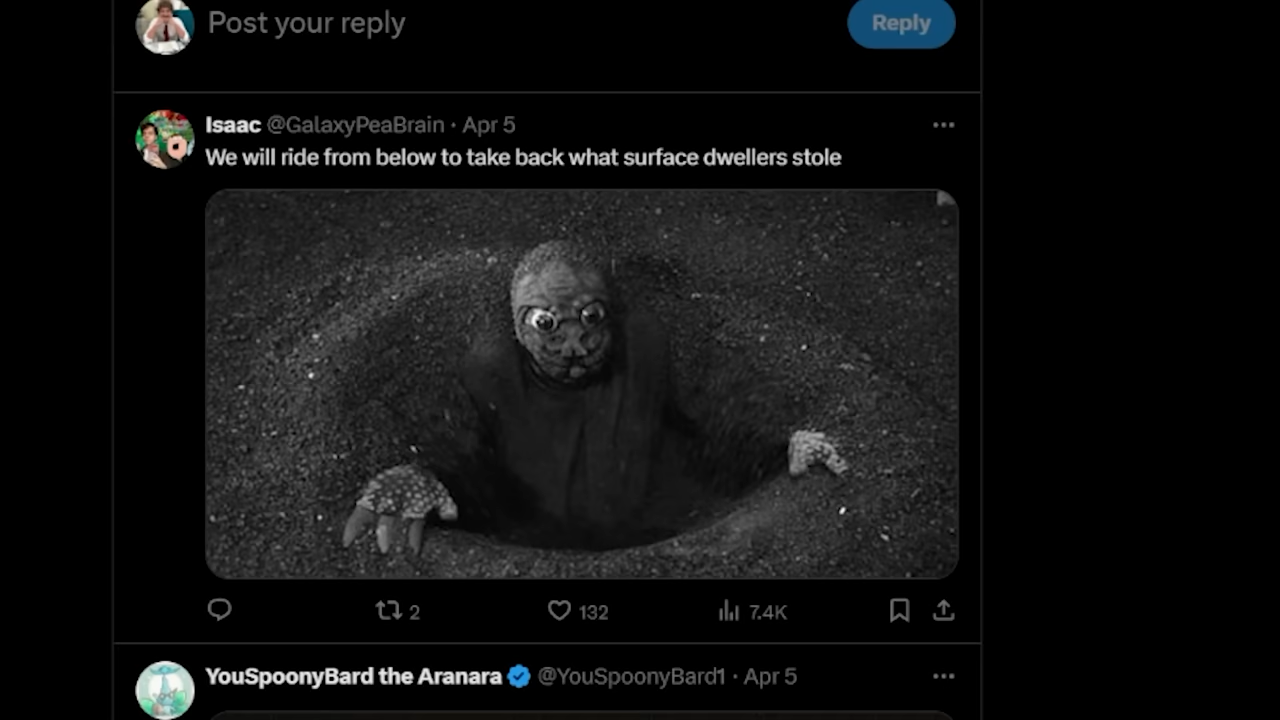 Post your reply
Reply
Isaac @GalaxyPeaBrain · Apr 5
We will ride from below to take back what surface dwellers stole
2
132
7.4K
YouSpoonyBard the Aranara @YouSpoonyBard1 · Apr 5